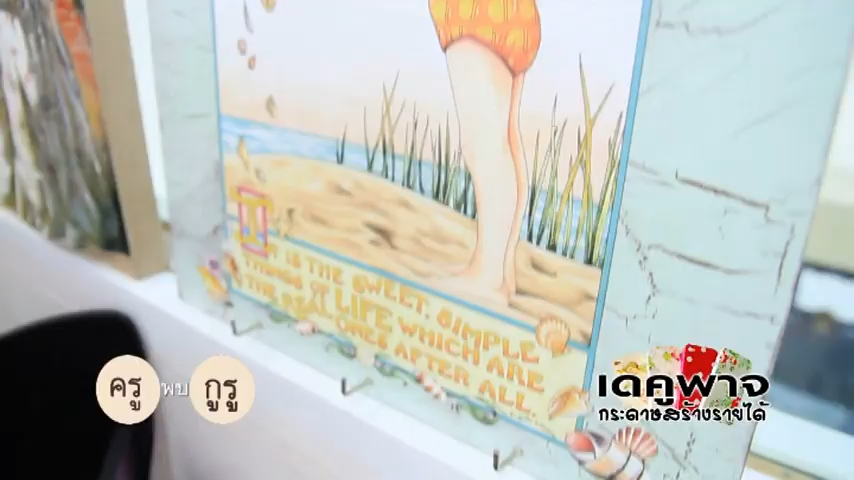 IT IS THE SWEET, SIMPLE
THINGS OF LIFE WHICH ARE
THE REAL ONES AFTER ALL...
ครู พบ กูรู
เดคูพาจ
กระดาษสร้างรายได้